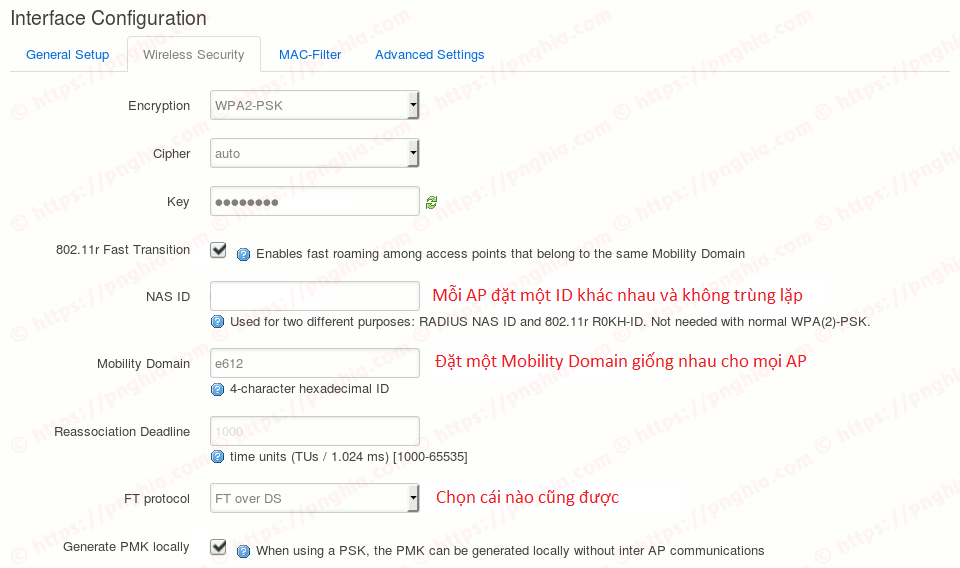 Interface Configuration
General Setup Wireless Security MAC-Filter Advanced Settings
Encryption WPA2-PSK
Cipher auto
Key ●●●●●●●●
802.11r Fast Transition Enables fast roaming among access points that belong to the same Mobility Domain
NAS ID Mỗi AP đặt một ID khác nhau và không trùng lặp
Used for two different purposes: RADIUS NAS ID and 802.11r R0KH-ID. Not needed with normal WPA(2)-PSK.
Mobility Domain e612 Đặt một Mobility Domain giống nhau cho mọi AP
4-character hexadecimal ID
Reassociation Deadline 1000
time units (TUs / 1.024 ms) [1000-65535]
FT protocol FT over DS Chọn cái nào cũng được
Generate PMK locally When using a PSK, the PMK can be generated locally without inter AP communications
© https://pnghia.com